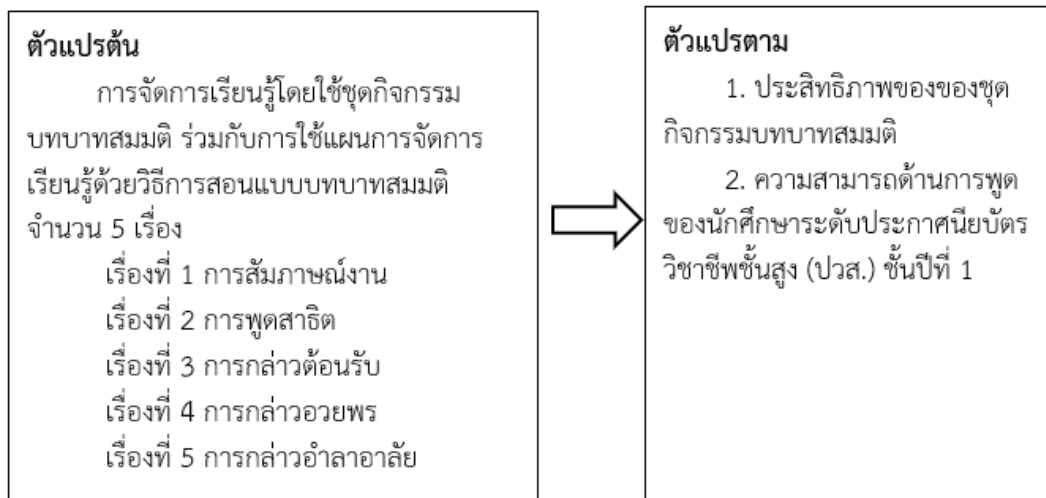 ตัวแปรต้น
การจัดการเรียนรู้โดยใช้ชุดกิจกรรม
บทบาทสมมติ ร่วมกับการใช้แผนการจัดการ
เรียนรู้ด้วยวิธีการสอนแบบบทบาทสมมติ
จำนวน 5 เรื่อง
เรื่องที่ 1 การสัมภาษณ์งาน
เรื่องที่ 2 การพูดสาธิต
เรื่องที่ 3 การกล่าวต้อนรับ
เรื่องที่ 4 การกล่าวอวยพร
เรื่องที่ 5 การกล่าวอำลาอาลัย
ตัวแปรตาม
1. ประสิทธิภาพของของชุด
กิจกรรมบทบาทสมมติ
2. ความสามารถด้านการพูด
ของนักศึกษาระดับประกาศนียบัตร
วิชาชีพชั้นสูง (ปวส.) ชั้นปีที่ 1